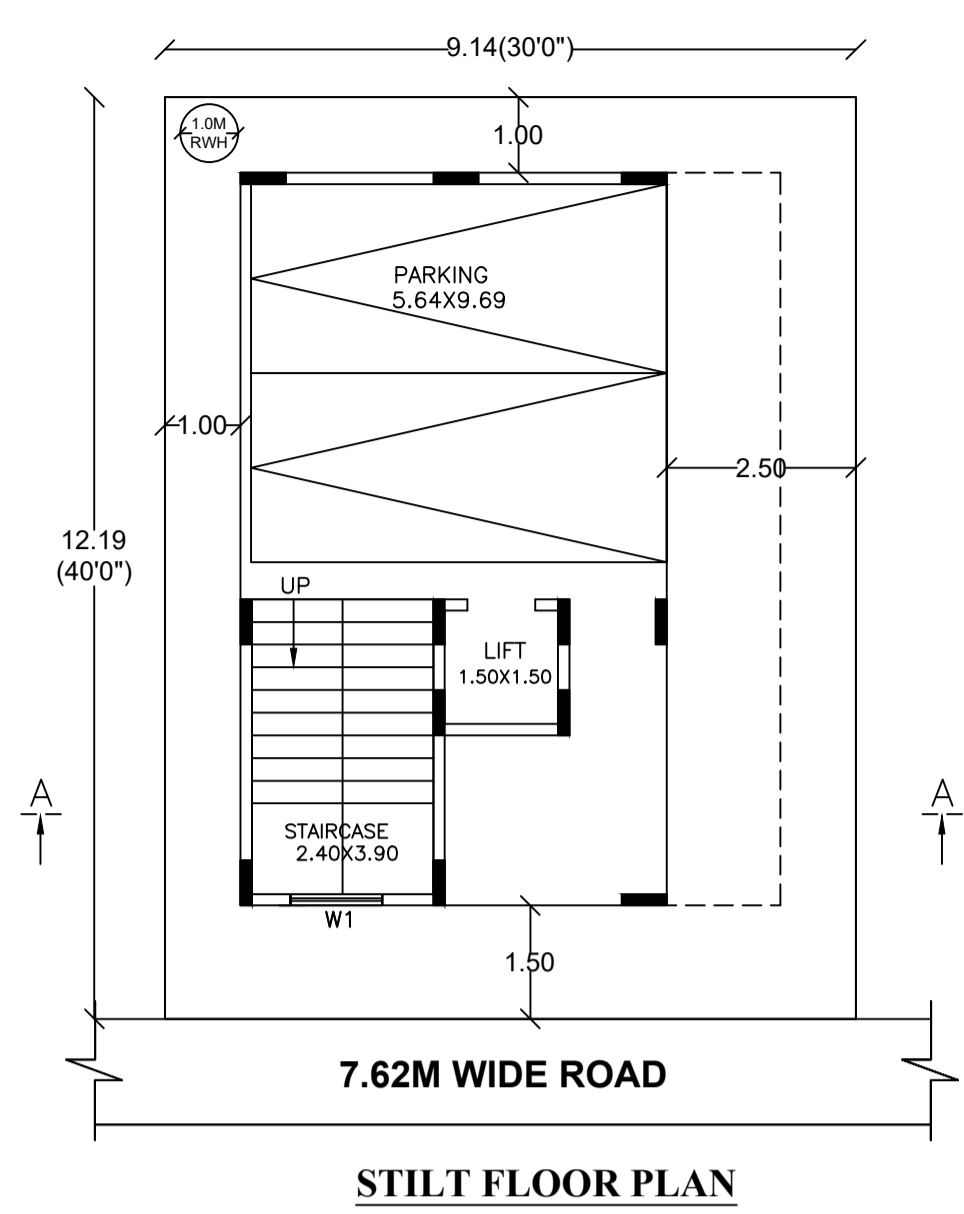 9.14(30'0")
1.0M
RWH
1.00
PARKING
5.64X9.69
1.00
2.50
12.19
(40'0")
UP
LIFT
1.50X1.50
A
A
STAIRCASE
2.40X3.90
W1
1.50
7.62M WIDE ROAD
STILT FLOOR PLAN